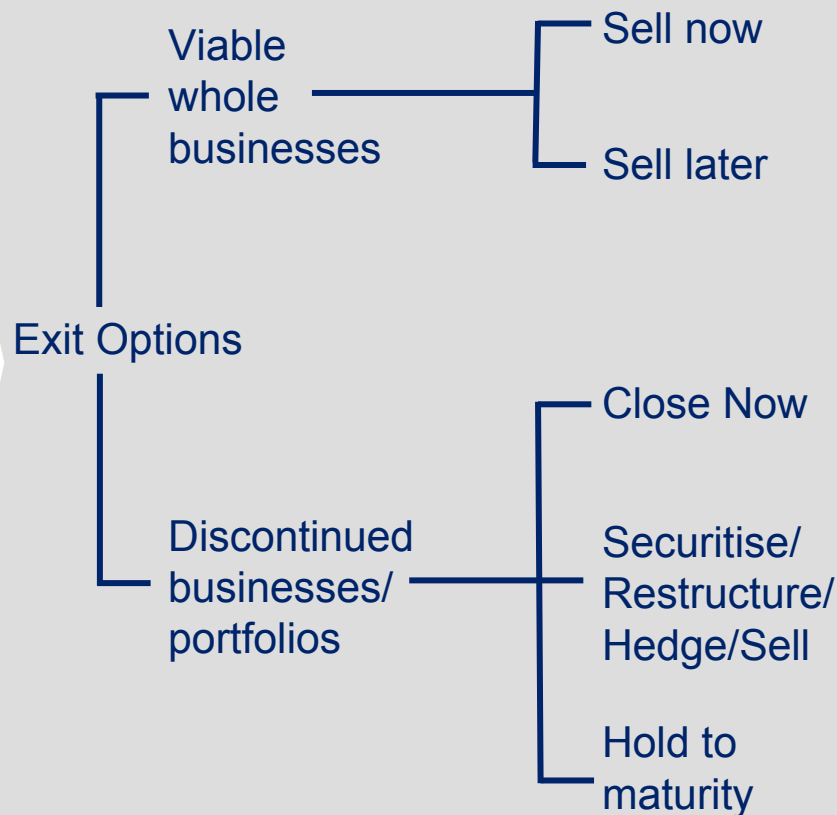 Exit Options
Viable
whole
businesses
Sell now
Sell later
Discontinued
businesses/
portfolios
Close Now
Securitise/
Restructure/
Hedge/Sell
Hold to
maturity